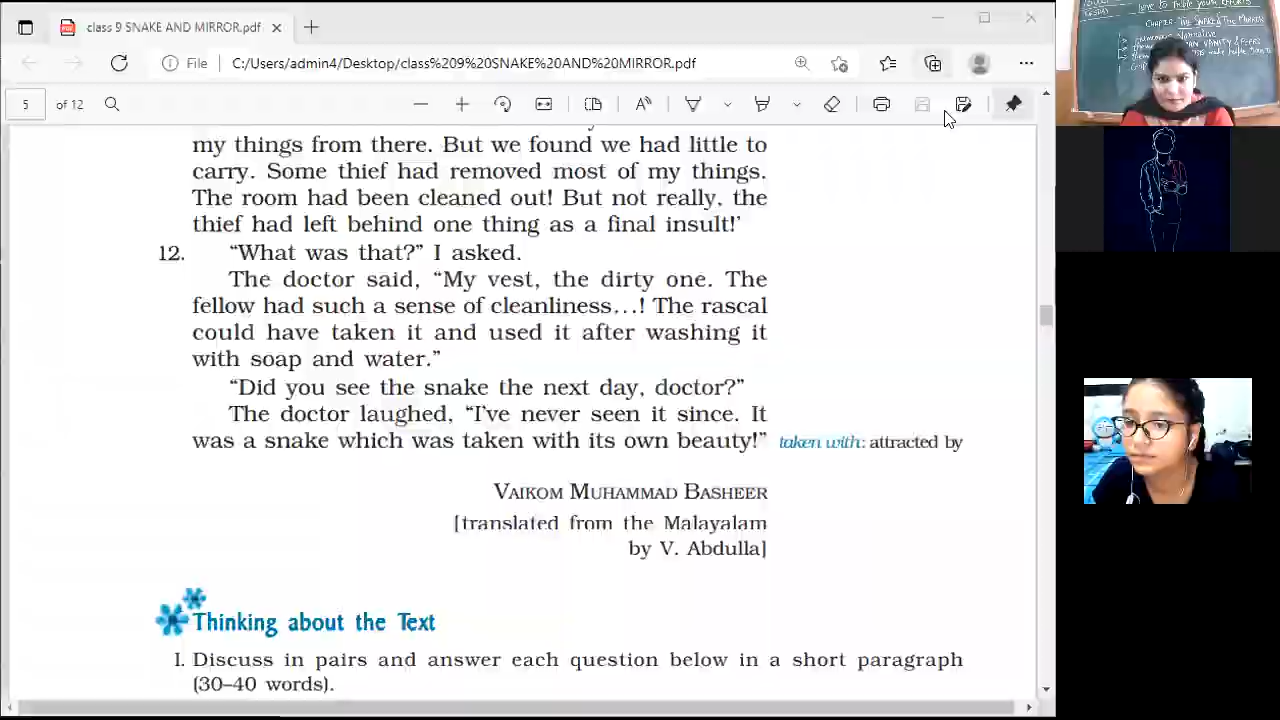 class 9 SNAKE AND MIRROR.pdf
File
C:/Users/admin4/Desktop/class%209%20SNAKE%20AND%20MIRROR.pdf
5 of 12
my things from there. But we found we had little to
carry. Some thief had removed most of my things.
The room had been cleaned out! But not really, the
thief had left behind one thing as a final insult!’
12. “What was that?” I asked.
The doctor said, “My vest, the dirty one. The
fellow had such a sense of cleanliness...! The rascal
could have taken it and used it after washing it
with soap and water.”
“Did you see the snake the next day, doctor?”
The doctor laughed, “I’ve never seen it since. It
was a snake which was taken with its own beauty!”
taken with: attracted by
VAIKOM MUHAMMAD BASHEER
[translated from the Malayalam
by V. Abdulla]
Thinking about the Text
I. Discuss in pairs and answer each question below in a short paragraph
(30–40 words).
CHAPTER THE SNAKE & THE MIRROR